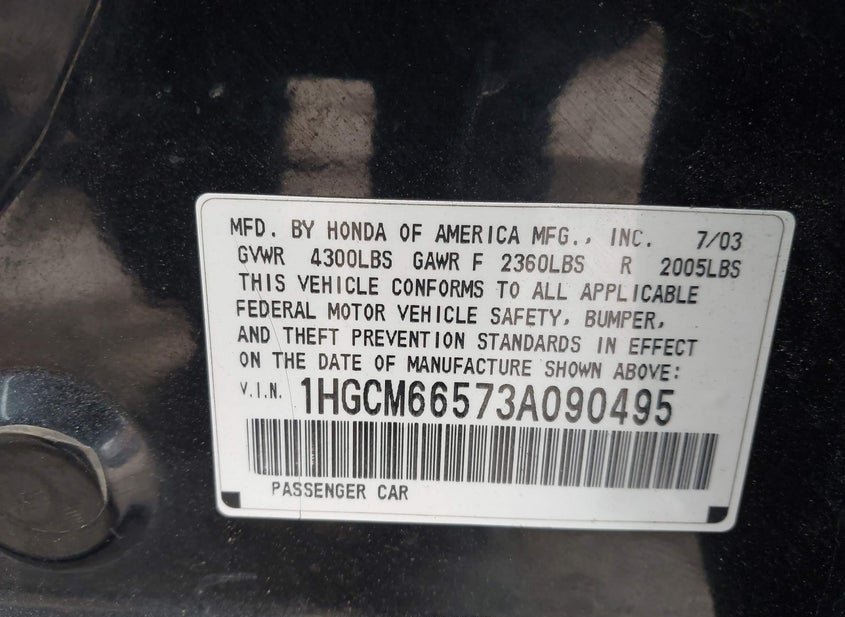 MFD. BY HONDA OF AMERICA MFG., INC. 7/03
GVWR 4300LBS GAWR F 2360LBS R 2005LBS
THIS VEHICLE CONFORMS TO ALL APPLICABLE
FEDERAL MOTOR VEHICLE SAFETY, BUMPER,
AND THEFT PREVENTION STANDARDS IN EFFECT
ON THE DATE OF MANUFACTURE SHOWN ABOVE:
V.I.N. 1HGCM66573A090495
PASSENGER CAR